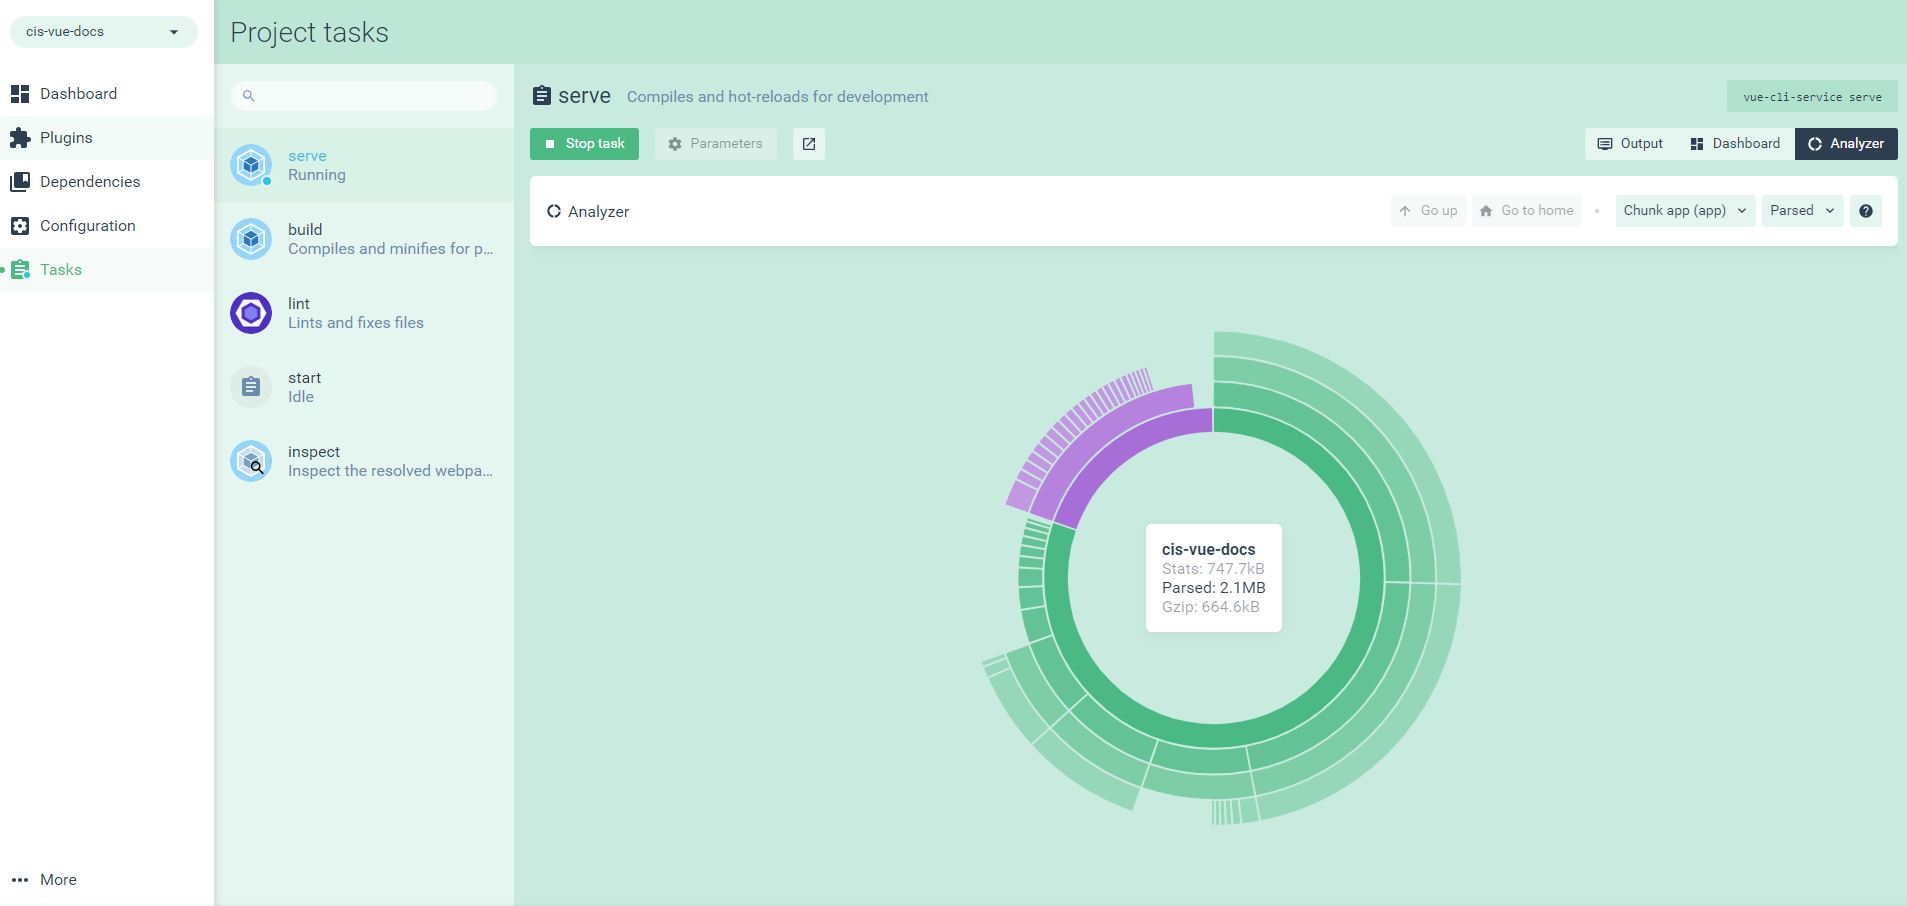 cis-vue-docs
Project tasks
Dashboard
Plugins
Dependencies
Configuration
Tasks
More
serve
Running
build
Compiles and minifies for p...
lint
Lints and fixes files
start
Idle
inspect
Inspect the resolved webpa...
serve Compiles and hot-reloads for development
vue-cli-service serve
Stop task Parameters
Output Dashboard Analyzer
Analyzer
Go up Go to home Chunk app (app) Parsed
cis-vue-docs
Stats: 747.7kB
Parsed: 2.1MB
Gzip: 664.6kB